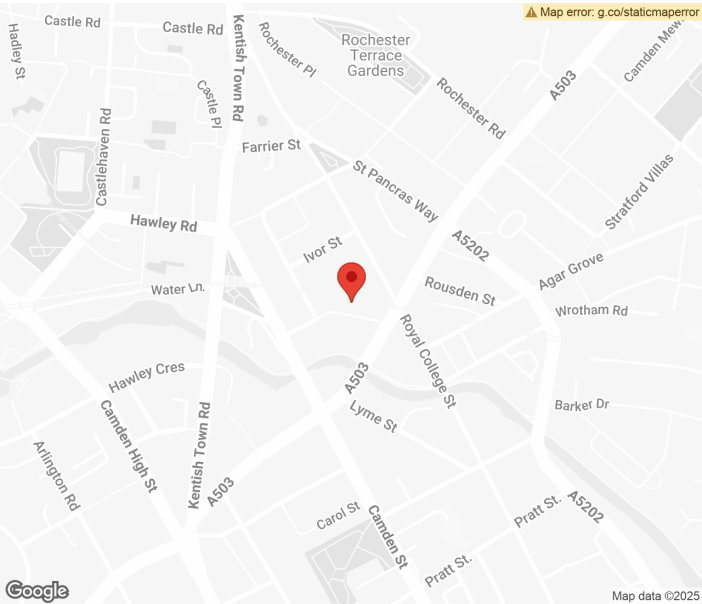 Map error: g.co/staticmaperror
Castle Rd
Castle Rd
Hadley St
Kentish Town Rd
Rochester Pl
Rochester
Terrace
Gardens
Camden Mew.
A503
Rochester Rd
Castle Pl
Castlehaven Rd
Farrier St
St Pancras Way
Stratford Villas
Hawley Rd
Ivor St
A5202
Agar Grove
Water Ln.
Rousden St
Wrotham Rd
Royal College St
A503
Hawley Cres
Camden High St
Kentish Town Rd
Lyme St
Barker Dr
Arlington Rd
A503
Carol St
Camden St
Pratt St.
A5202
Pratt St.
Google
Map data ©2025